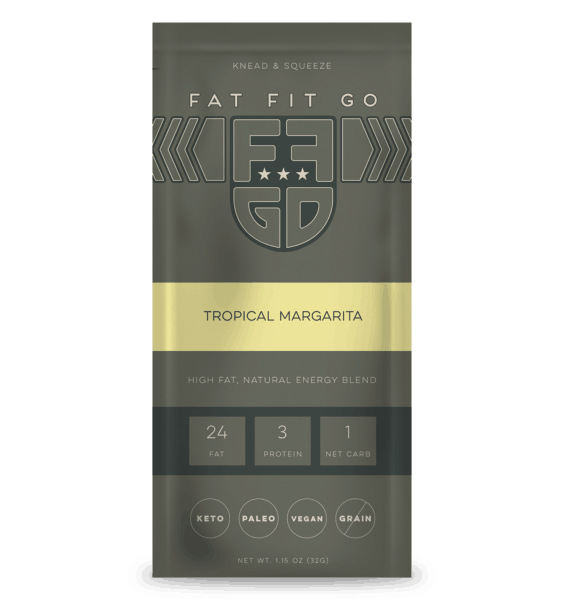 KNEAD & SQUEEZE
FAT FIT GO
FF
GO
TROPICAL MARGARITA
HIGH FAT, NATURAL ENERGY BLEND
24 3 1
FAT PROTEIN NET CARB
KETO PALEO VEGAN GRAIN
NET WT. 1.15 OZ (32G)